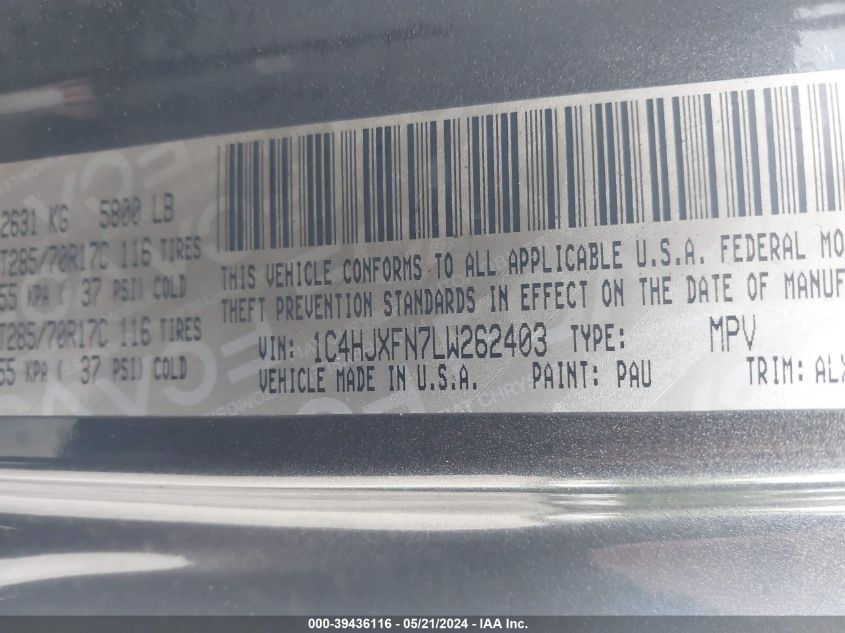 2631 KG 5800 LB
T285/70R17C 116 TIRES
55 KPA ( 37 PSI) COLD
T285/70R17C 116 TIRES
55 KPA ( 37 PSI) COLD
THIS VEHICLE CONFORMS TO ALL APPLICABLE U.S.A. FEDERAL MO
THEFT PREVENTION STANDARDS IN EFFECT ON THE DATE OF MANUF
VIN: 1C4HJXFN7LW262403 TYPE: MPV
VEHICLE MADE IN U.S.A. PAINT: PAU TRIM: ALX
000-39436116 - 05/21/2024 - IAA Inc.